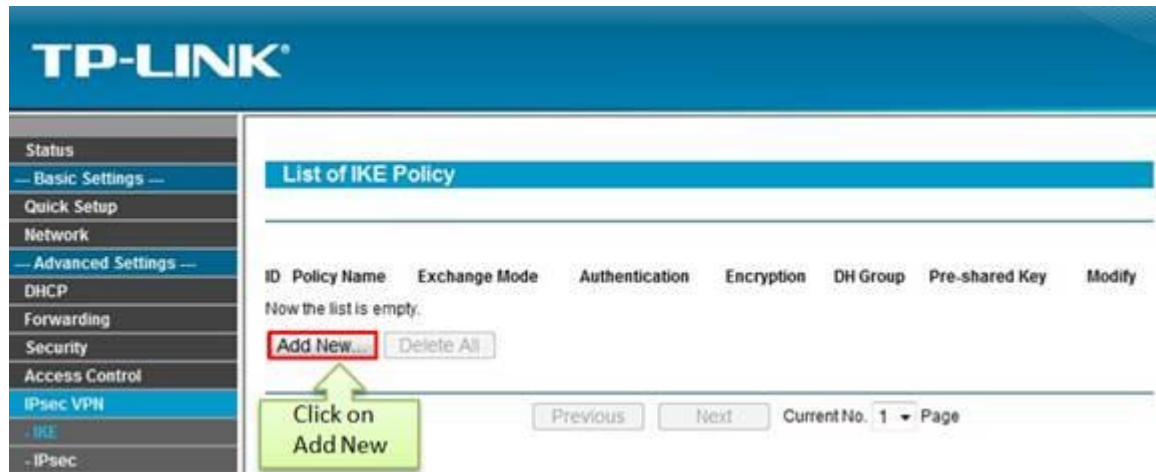 TP-LINK®
Status
— Basic Settings —
Quick Setup
Network
— Advanced Settings —
DHCP
Forwarding
Security
Access Control
IPsec VPN
- IKE
- IPsec
List of IKE Policy
ID Policy Name Exchange Mode Authentication Encryption DH Group Pre-shared Key Modify
Now the list is empty.
Add New... Delete All
Click on
Add New
Previous Next Current No. 1 Page